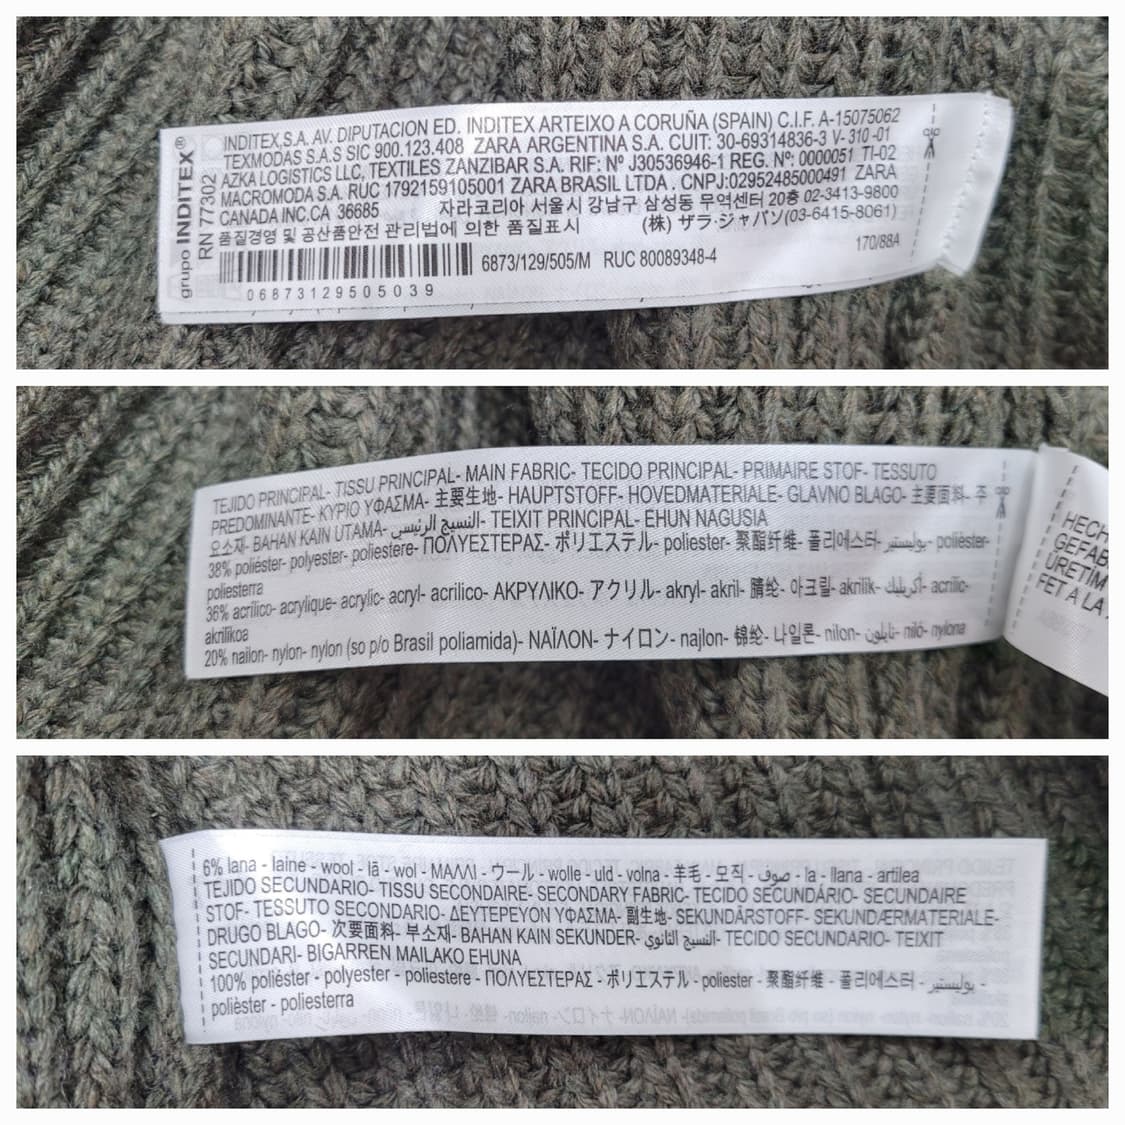 grupo INDITEX®
RN 77302
INDITEX,S.A. AV. DIPUTACION ED. INDITEX ARTEIXO A CORUÑA (SPAIN) C.I.F. A-15075062
TEXMODAS S.A.S SIC 900.123.408 ZARA ARGENTINA S.A. CUIT: 30-69314836-3 V- 310 -01
AZKA LOGISTICS LLC, TEXTILES ZANZIBAR S.A. RIF: Nº J30536946-1 REG. Nº: 0000051 TI-02
MACROMODA S.A. RUC 1792159105001 ZARA BRASIL LTDA . CNPJ:02952485000491 ZARA
CANADA INC.CA 36685 자라코리아 서울시 강남구 삼성동 무역센터 20층 02-3413-9800
품질경영 및 공산품안전 관리법에 의한 품질표시 (株) ザラ・ジャパン(03-6415-8061)
170/88A
6873/129/505/M RUC 80089348-4
06873129505039
TEJIDO PRINCIPAL- TISSU PRINCIPAL- MAIN FABRIC- TECIDO PRINCIPAL- PRIMAIRE STOF- TESSUTO
PREDOMINANTE- ΚΥΡΙΟ ΥΦΑΣΜΑ- 主要生地- HAUPTSTOFF- HOVEDMATERIALE- GLAVNO BLAGO- 主要面料- 주
요소재- BAHAN KAIN UTAMA- النسيج الرئيسي- TEIXIT PRINCIPAL- EHUN NAGUSIA
38% poliéster- polyester- poliestere- ΠΟΛΥΕΣΤΕΡΑΣ- ポリエステル- poliester- 聚酯纤维- 폴리에스터- بوليستير- polièster-
poliesterra
36% acrílico- acrylique- acrylic- acryl- acrilico- ΑΚΡΥΛΙΚΟ- アクリル- akryl- akril- 腈纶- 아크릴- akrilik- أكريليك- acrilic-
akrilikoa
20% nailon- nylon- nylon (so p/o Brasil poliamida)- ΝΑΪΛΟΝ- ナイロン- najlon- 锦纶- 나일론- nilon- نايلون- niló- nylona
HECH
GEFAB
ÜRETIM
FET A LA
6% lana - laine - wool - lã - wol - ΜΑΛΛΙ - ウール - wolle - uld - volna - 羊毛 - 모직 - صوف - la - llana - artilea
TEJIDO SECUNDARIO- TISSU SECONDAIRE- SECONDARY FABRIC- TECIDO SECUNDÁRIO- SECUNDAIRE
STOF- TESSUTO SECONDARIO- ΔΕΥΤΕΡΕΥΟΝ ΥΦΑΣΜΑ- 副生地- SEKUNDÄRSTOFF- SEKUNDÆRMATERIALE-
DRUGO BLAGO- 次要面料- 부소재- BAHAN KAIN SEKUNDER- النسيج الثانوي- TECIDO SECUNDARIO- TEIXIT
SECUNDARI- BIGARREN MAILAKO EHUNA
100% poliéster - polyester - poliestere - ΠΟΛΥΕΣΤΕΡΑΣ - ポリエステル - poliester - 聚酯纤维 - 폴리에스터 - بوليستير -
polièster - poliesterra